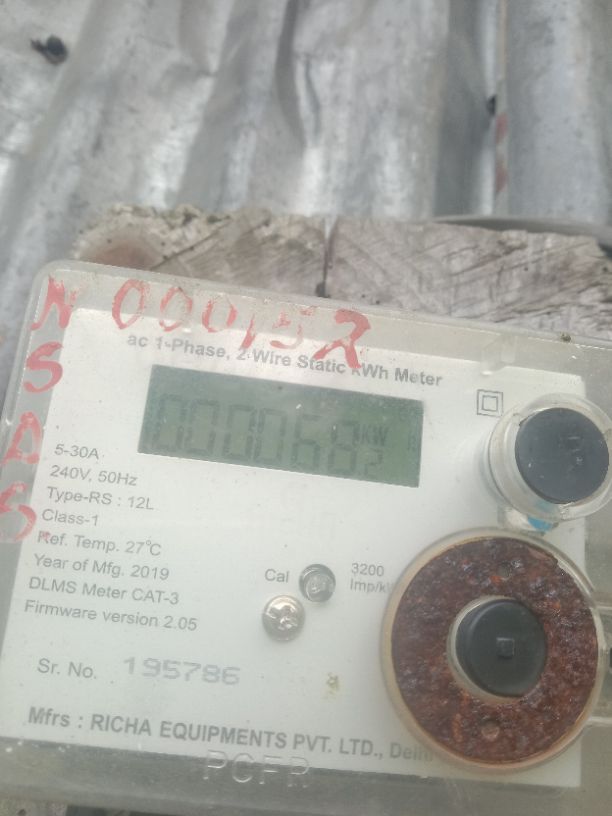 N 000152
S
D
S
ac 1-Phase, 2-Wire Static kWh Meter
000068.2 KW
5-30A
240V, 50Hz
Type-RS : 12L
Class-1
Ref. Temp. 27°C
Year of Mfg. 2019
DLMS Meter CAT-3
Firmware version 2.05
Cal
3200
Imp/k
Sr. No. 195786
Mfrs : RICHA EQUIPMENTS PVT. LTD., Delhi